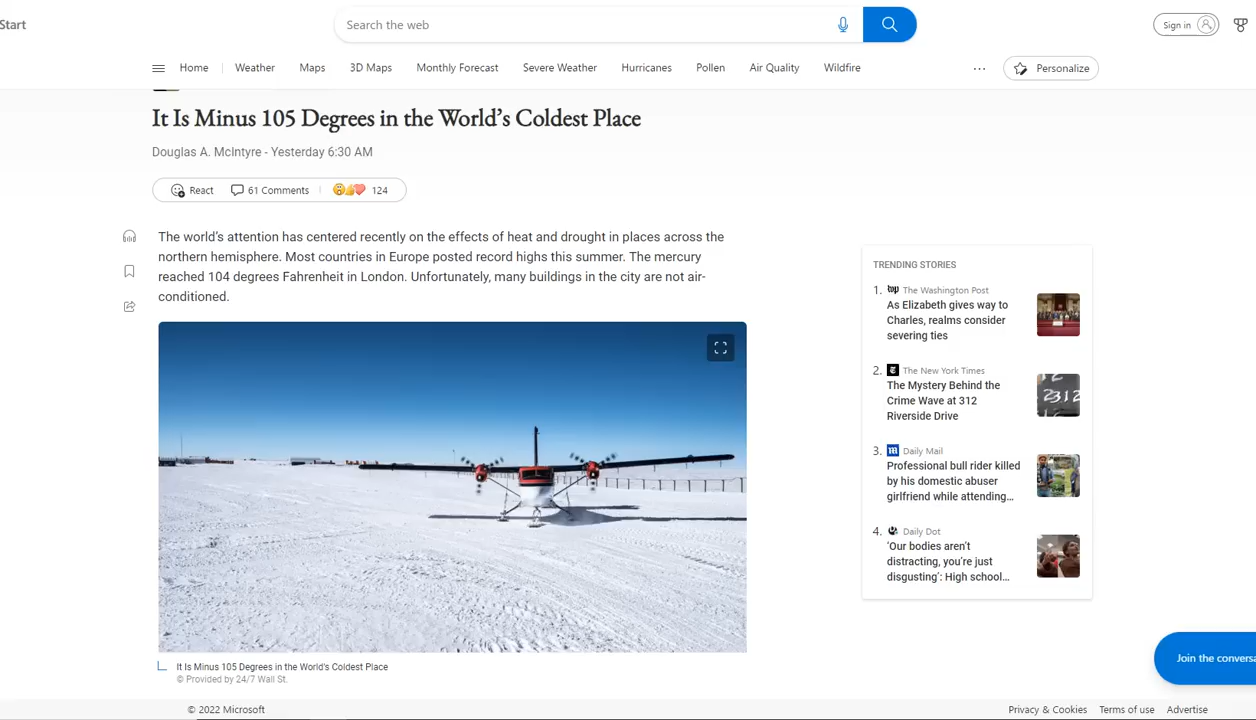 Start
Search the web
Sign in
Home
Weather
Maps
3D Maps
Monthly Forecast
Severe Weather
Hurricanes
Pollen
Air Quality
Wildfire
...
Personalize
It Is Minus 105 Degrees in the World's Coldest Place
Douglas A. McIntyre - Yesterday 6:30 AM
React
61 Comments
124
The world's attention has centered recently on the effects of heat and drought in places across the
northern hemisphere. Most countries in Europe posted record highs this summer. The mercury
reached 104 degrees Fahrenheit in London. Unfortunately, many buildings in the city are not air-
conditioned.
It Is Minus 105 Degrees in the World's Coldest Place
© Provided by 24/7 Wall St.
TRENDING STORIES
1. wp The Washington Post
As Elizabeth gives way to
Charles, realms consider
severing ties
2. The New York Times
The Mystery Behind the
Crime Wave at 312
Riverside Drive
2312
3. Daily Mail
Professional bull rider killed
by his domestic abuser
girlfriend while attending...
4. Daily Dot
'Our bodies aren't
distracting, you're just
disgusting': High school...
Join the conversa
© 2022 Microsoft
Privacy & Cookies
Terms of use
Advertise